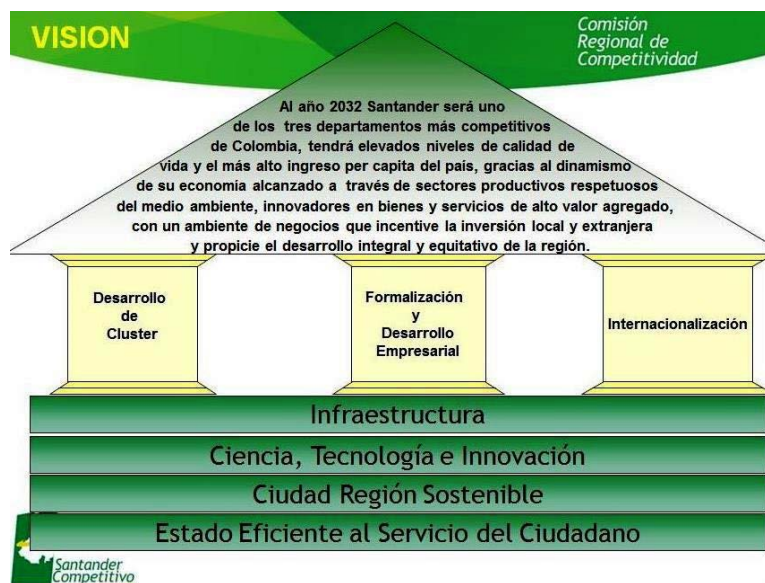 VISION
Comisión
Regional de
Competitividad
Al año 2032 Santander será uno
de los tres departamentos más competitivos
de Colombia, tendrá elevados niveles de calidad de
vida y el más alto ingreso per capita del país, gracias al dinamismo
de su economía alcanzado a través de sectores productivos respetuosos
del medio ambiente, innovadores en bienes y servicios de alto valor agregado,
con un ambiente de negocios que incentive la inversión local y extranjera
y propicie el desarrollo integral y equitativo de la región.
Desarrollo
de
Cluster
Formalización
y
Desarrollo
Empresarial
Internacionalización
Infraestructura
Ciencia, Tecnología e Innovación
Ciudad Región Sostenible
Estado Eficiente al Servicio del Ciudadano
Santander
Competitivo